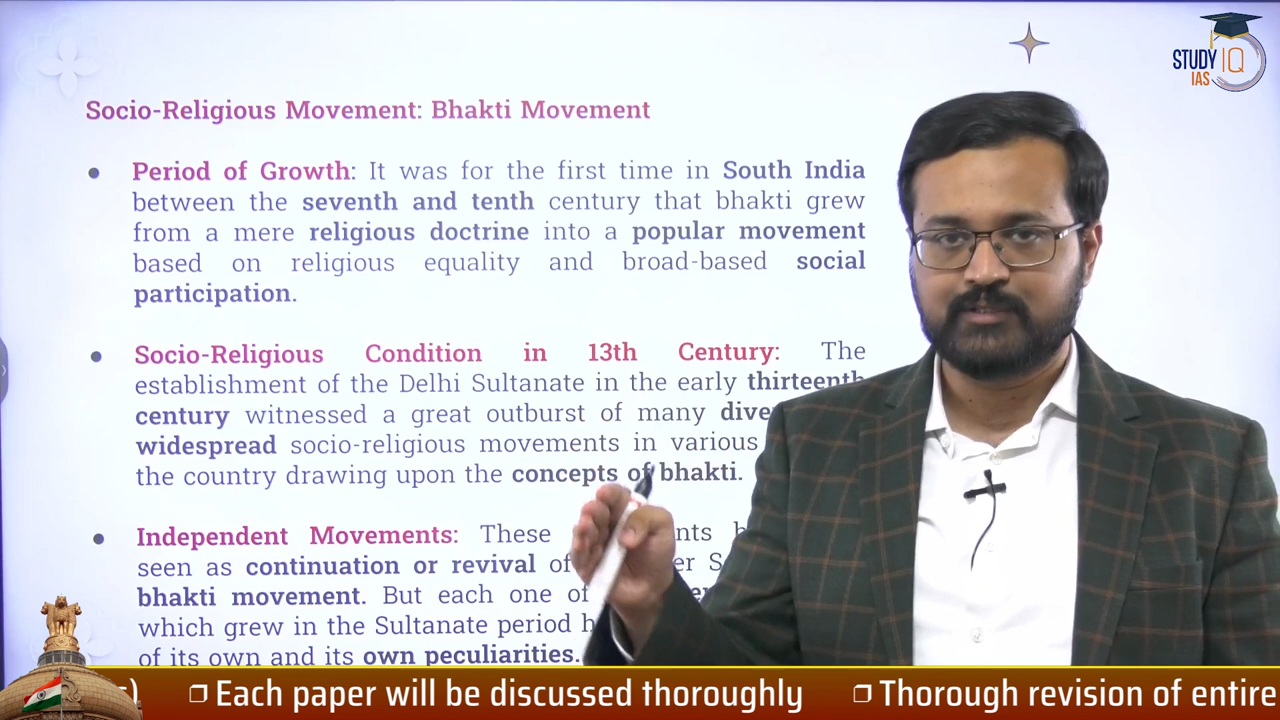 STUDY IQ
IAS
Socio-Religious Movement: Bhakti Movement
Period of Growth: It was for the first time in South India
between the seventh and tenth century that bhakti grew
from a mere religious doctrine into a popular movement
based on religious equality and broad-based social
participation.
Socio-Religious Condition in 13th Century: The
establishment of the Delhi Sultanate in the early thirteenth
century witnessed a great outburst of many
widespread socio-religious movements in various
the country drawing upon the concepts of bhakti.
Independent Movements: These
seen as continuation or revival of
bhakti movement. But each one of
which grew in the Sultanate period
of its own and its own peculiarities.
Each paper will be discussed thoroughly Thorough revision of entire